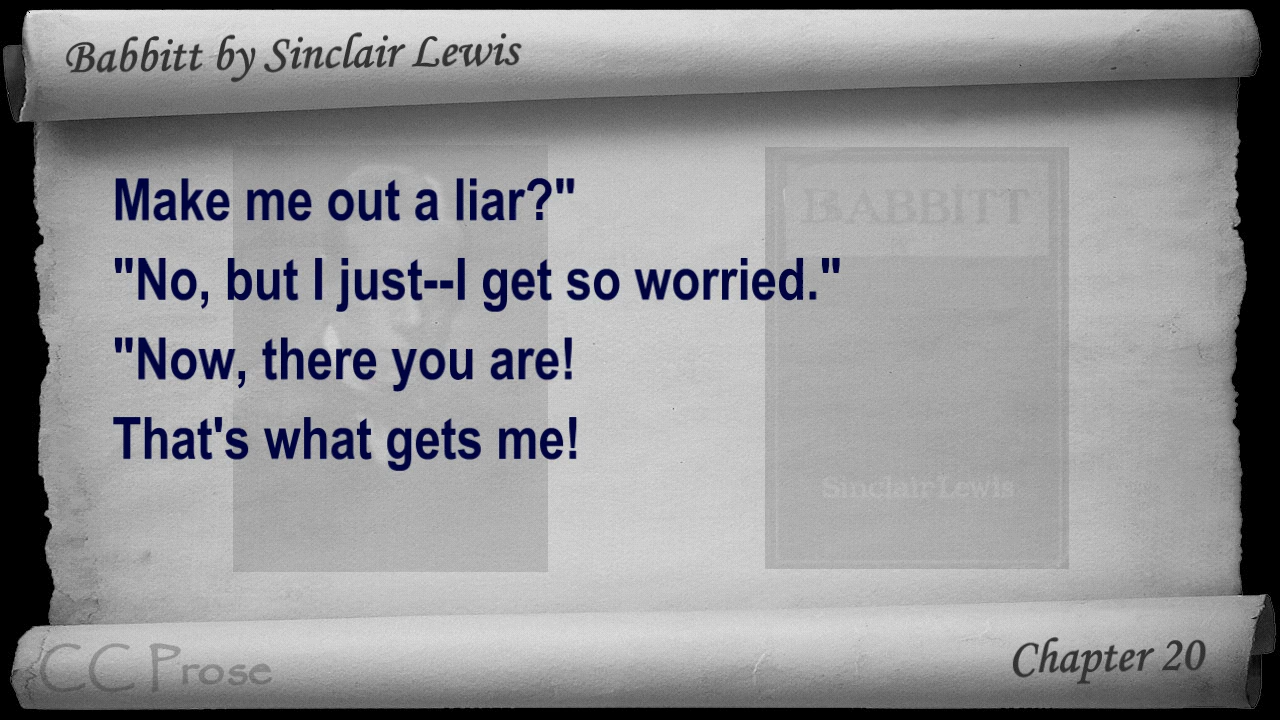 Babbitt by Sinclair Lewis
BABBITT
Make me out a liar?"
"No, but I just--I get so worried."
"Now, there you are!
That's what gets me!
Sinclair Lewis
CC Prose
Chapter 20